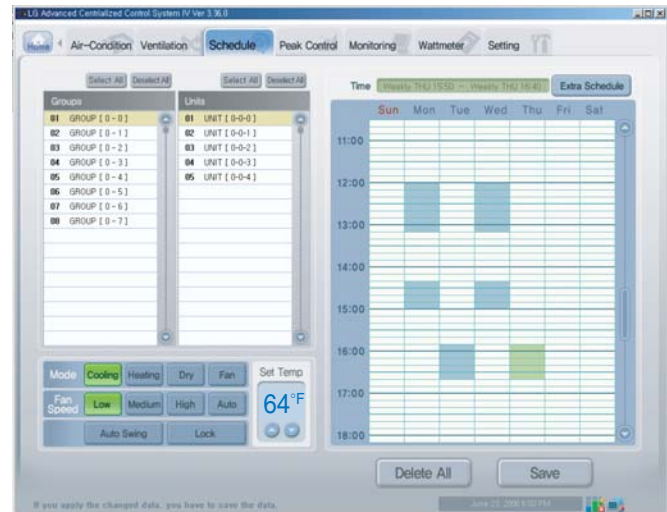 LG Advanced Centrialized Control System IV Ver 3.36.0
Home Air-Condition Ventilation Schedule Peak Control Monitoring Wattmeter Setting
Select All Deselect All Select All Deselect All
Time Weekly THU 15:50 ~ Weekly THU 16:40 Extra Schedule
Groups Units
01 GROUP [ 0 - 0 ] 01 UNIT [ 0-0-0 ]
02 GROUP [ 0 - 1 ] 02 UNIT [ 0-0-1 ]
03 GROUP [ 0 - 2 ] 03 UNIT [ 0-0-2 ]
04 GROUP [ 0 - 3 ] 04 UNIT [ 0-0-3 ]
05 GROUP [ 0 - 4 ] 05 UNIT [ 0-0-4 ]
06 GROUP [ 0 - 5 ]
07 GROUP [ 0 - 6 ]
08 GROUP [ 0 - 7 ]
Sun Mon Tue Wed Thu Fri Sat
11:00
12:00
13:00
14:00
15:00
16:00
17:00
18:00
Mode Cooling Heating Dry Fan
Fan Speed Low Medium High Auto
Auto Swing Lock
Set Temp
64°F
Delete All Save
If you apply the changed data, you have to save the data.